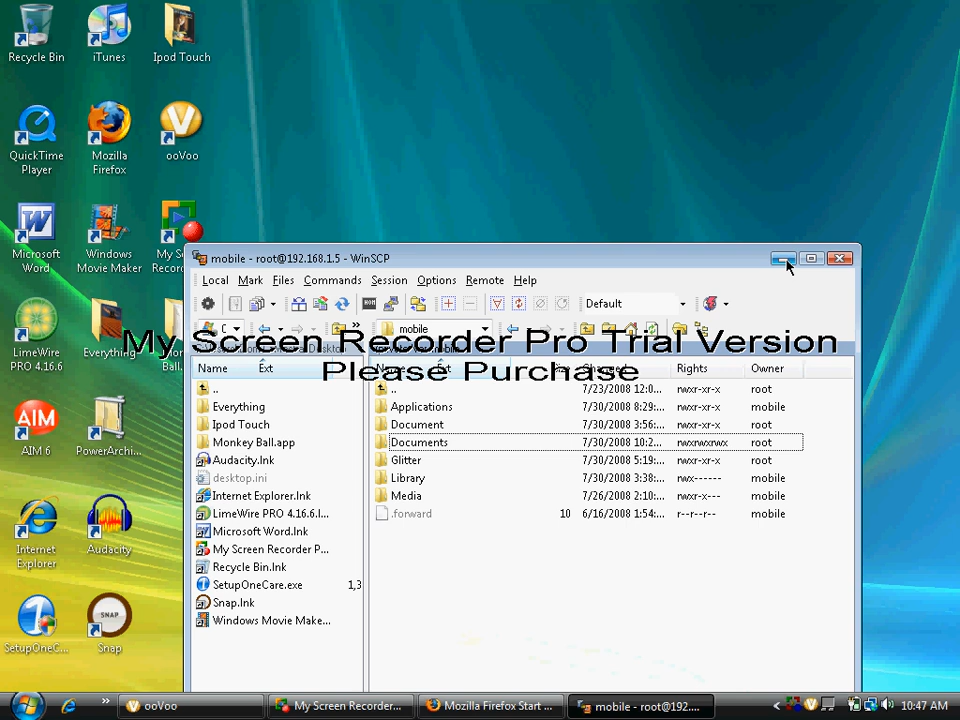 Recycle Bin
iTunes
Ipod Touch
QuickTime
Player
Mozilla
Firefox
ooVoo
Microsoft
Word
Windows
Movie Maker
My S
Recor
LimeWire
PRO 4.16.6
Everything
Ball.
AIM 6
PowerArchi...
Internet
Explorer
Audacity
SetupOneC...
Snap
mobile - root@192.168.1.5 - WinSCP
Local Mark Files Commands Session Options Remote Help
Default
mobile
My Screen Recorder Pro Trial Version
Please Purchase
Name Ext
Rights Owner
..
Everything
Ipod Touch
Monkey Ball.app
Audacity.lnk
desktop.ini
Internet Explorer.lnk
LimeWire PRO 4.16.6.l...
Microsoft Word.lnk
My Screen Recorder P...
Recycle Bin.lnk
SetupOneCare.exe 1,3
Snap.lnk
Windows Movie Make...
.. 7/23/2008 12:0... rwxr-xr-x root
Applications 7/30/2008 8:29:... rwxr-xr-x mobile
Document 7/30/2008 3:56:... rwxr-xr-x root
Documents 7/30/2008 10:2... rwxrwxrwx root
Glitter 7/30/2008 5:19:... rwxr-xr-x root
Library 7/30/2008 3:38:... rwx------ mobile
Media 7/26/2008 2:10:... rwxr-x--- mobile
.forward 10 6/16/2008 1:54:... r--r--r-- mobile
ooVoo
My Screen Recorder...
Mozilla Firefox Start ...
mobile - root@192....
10:47 AM